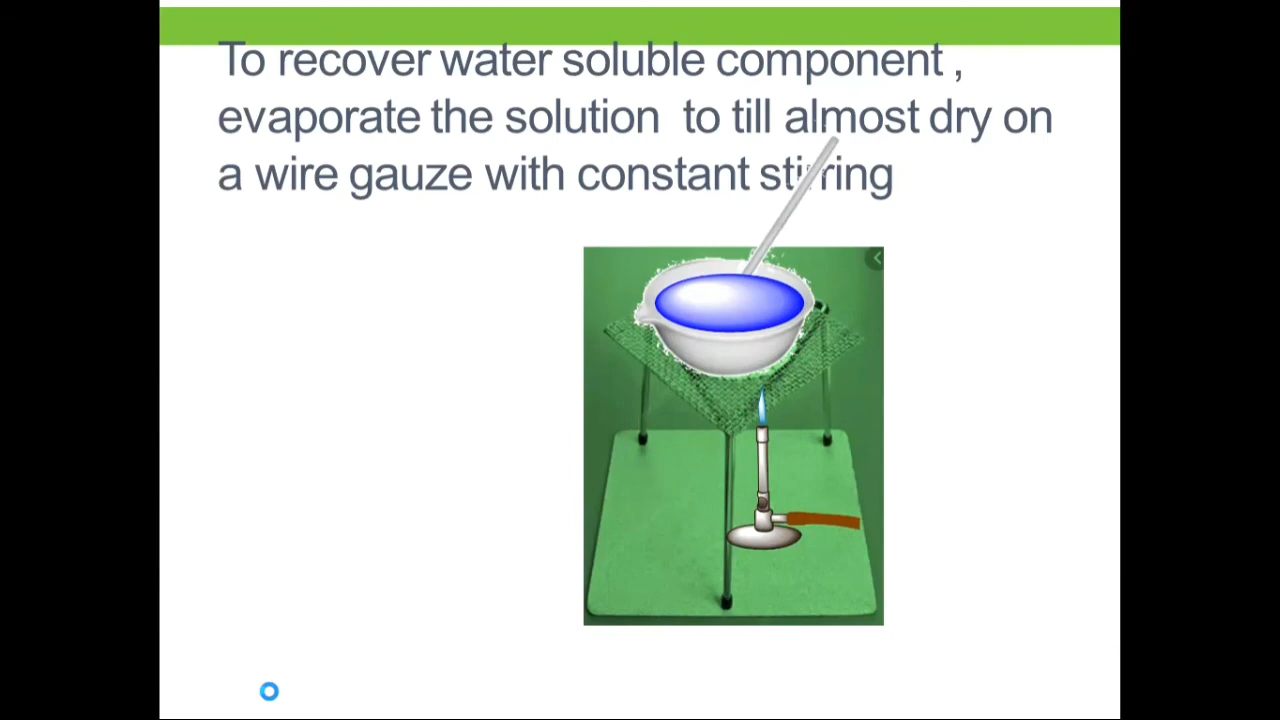 To recover water soluble component ,
evaporate the solution  to till almost dry on
a wire gauze with constant stirring